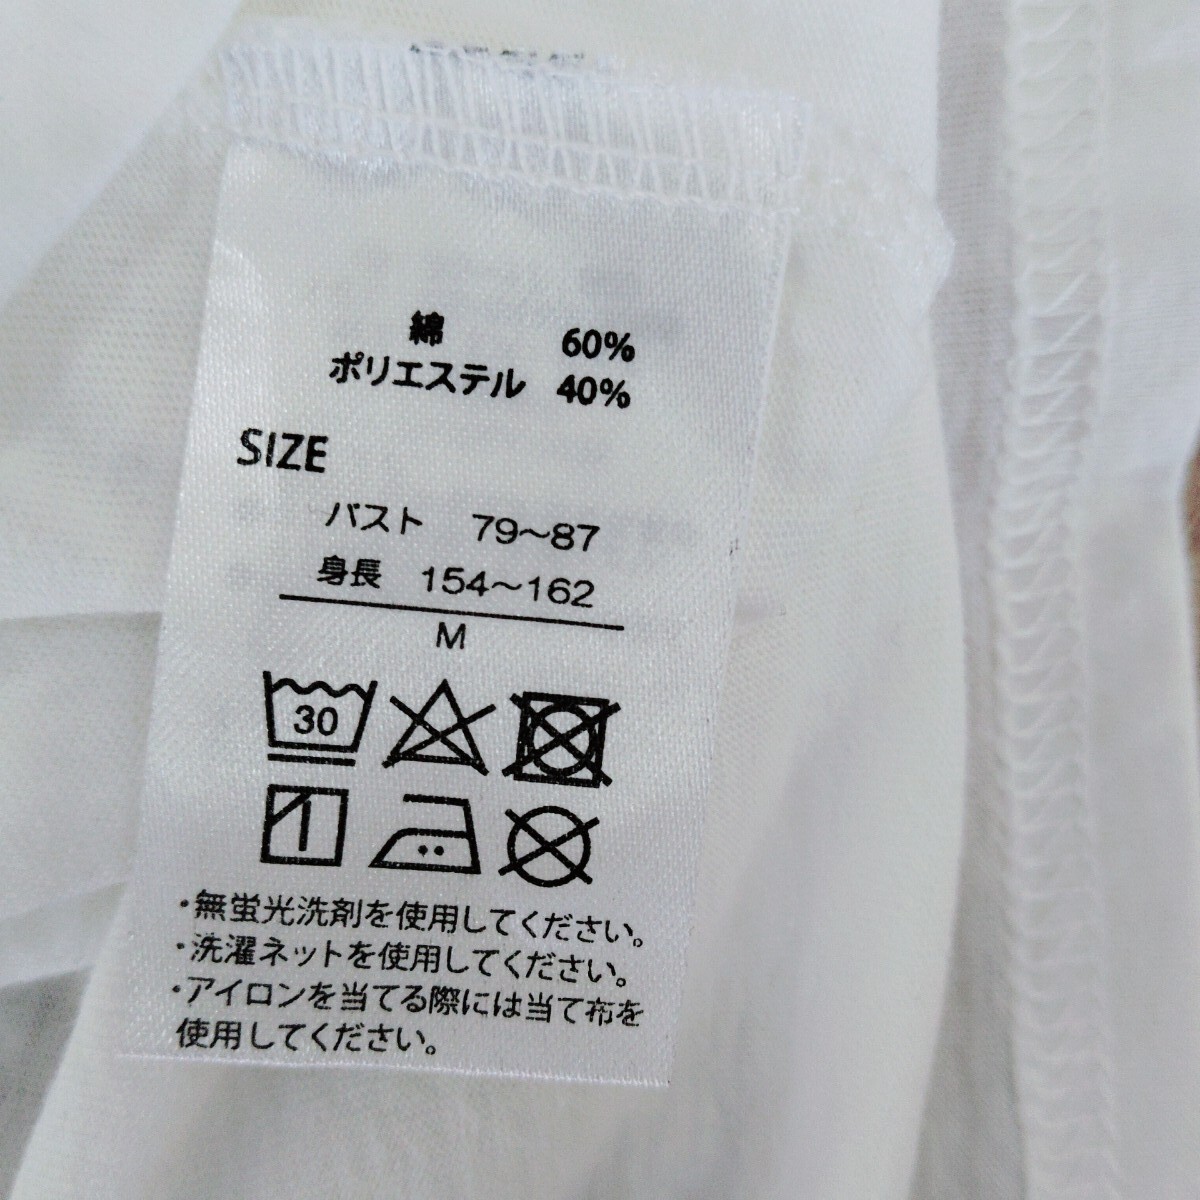 綿 60%
ポリエステル 40%
SIZE
バスト 79~87
身長 154~162
M
30
・無蛍光洗剤を使用してください。
・洗濯ネットを使用してください。
・アイロンを当てる際には当て布を
使用してください。